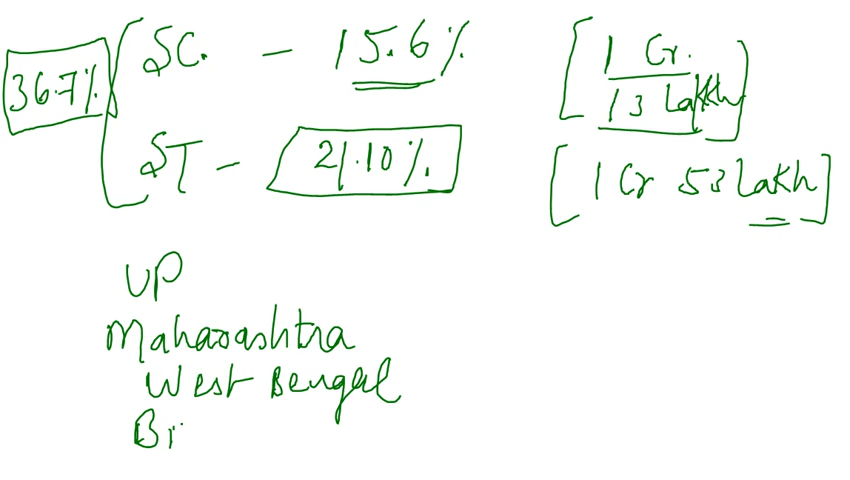 36.7% SC. - 15.6% [1 Cr. 13 Lakh]
ST - 21.10% [1 Cr 53 Lakh]
UP
Maharashtra
West Bengal
Bi